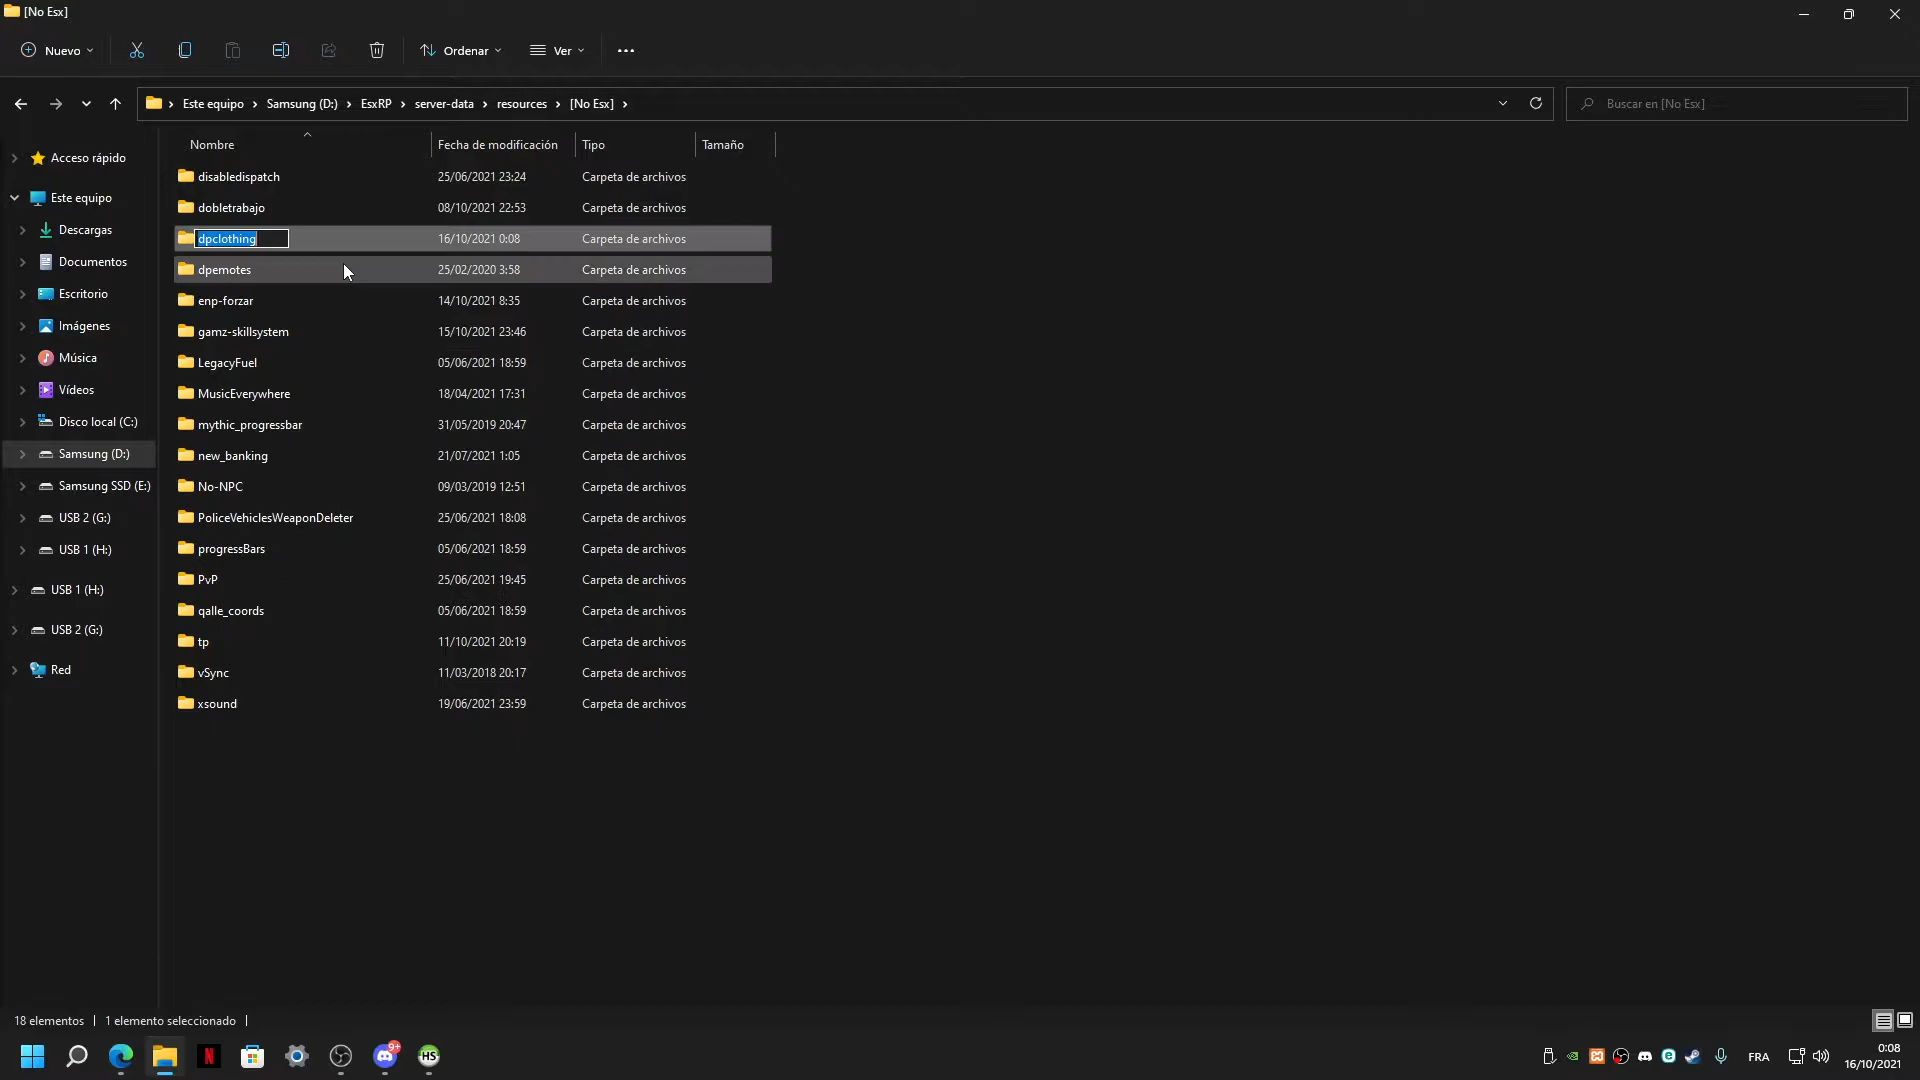 [No Esx]
Nuevo
Ordenar
Ver
Este equipo > Samsung (D:) > EsxRP > server-data > resources > [No Esx] >
Buscar en [No Esx]
Nombre Fecha de modificación Tipo Tamaño
Acceso rápido
Este equipo
Descargas
Documentos
Escritorio
Imágenes
Música
Vídeos
Disco local (C:)
Samsung (D:)
Samsung SSD (E:)
USB 2 (G:)
USB 1 (H:)
USB 1 (H:)
USB 2 (G:)
Red
disabledispatch 25/06/2021 23:24 Carpeta de archivos
dobletrabajo 08/10/2021 22:53 Carpeta de archivos
dpclothing 16/10/2021 0:08 Carpeta de archivos
dpemotes 25/02/2020 3:58 Carpeta de archivos
enp-forzar 14/10/2021 8:35 Carpeta de archivos
gamz-skillsystem 15/10/2021 23:46 Carpeta de archivos
LegacyFuel 05/06/2021 18:59 Carpeta de archivos
MusicEverywhere 18/04/2021 17:31 Carpeta de archivos
mythic_progressbar 31/05/2019 20:47 Carpeta de archivos
new_banking 21/07/2021 1:05 Carpeta de archivos
No-NPC 09/03/2019 12:51 Carpeta de archivos
PoliceVehiclesWeaponDeleter 25/06/2021 18:08 Carpeta de archivos
progressBars 05/06/2021 18:59 Carpeta de archivos
PvP 25/06/2021 19:45 Carpeta de archivos
qalle_coords 05/06/2021 18:59 Carpeta de archivos
tp 11/10/2021 20:19 Carpeta de archivos
vSync 11/03/2018 20:17 Carpeta de archivos
xsound 19/06/2021 23:59 Carpeta de archivos
18 elementos 1 elemento seleccionado
N
9+
HS
FRA
0:08
16/10/2021